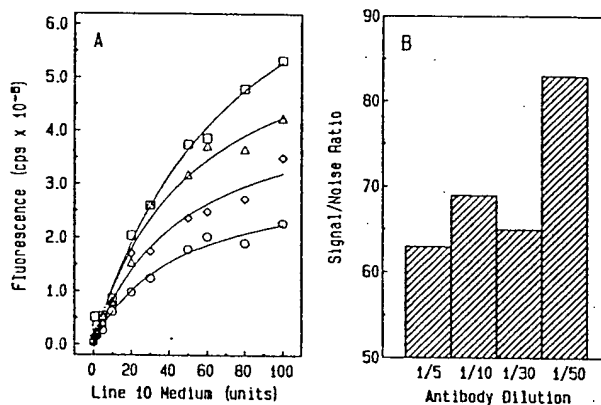 A
Fluorescence (cps x 10-5)
6.0
5.0
4.0
3.0
2.0
1.0
0.0
0 20 40 60 80 100
Line 10 Medium (units)
B
Signal/Noise Ratio
90
80
70
60
50
1/5 1/10 1/30 1/50
Antibody Dilution